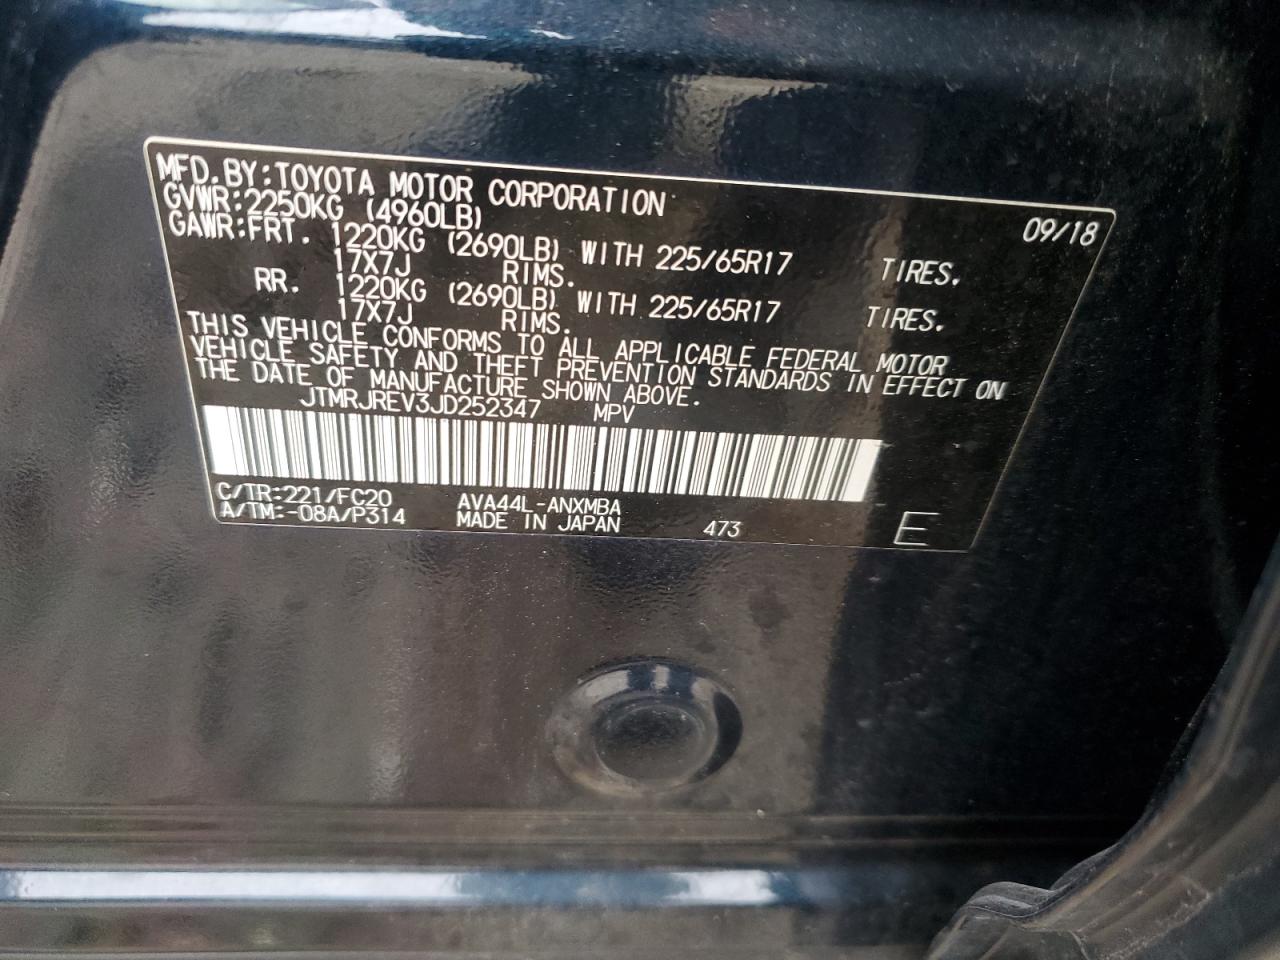 MFD.BY:TOYOTA MOTOR CORPORATION 09/18
GVWR:2250KG (4960LB)
GAWR:FRT. 1220KG (2690LB) WITH 225/65R17 TIRES.
17X7J RIMS.
RR. 1220KG (2690LB) WITH 225/65R17 TIRES.
17X7J RIMS.
THIS VEHICLE CONFORMS TO ALL APPLICABLE FEDERAL MOTOR
VEHICLE SAFETY AND THEFT PREVENTION STANDARDS IN EFFECT ON
THE DATE OF MANUFACTURE SHOWN ABOVE.
JTMRJREV3JD252347 MPV
C/TR:221/FC20 AVA44L-ANXMBA
A/TM:-08A/P314 MADE IN JAPAN 473 E